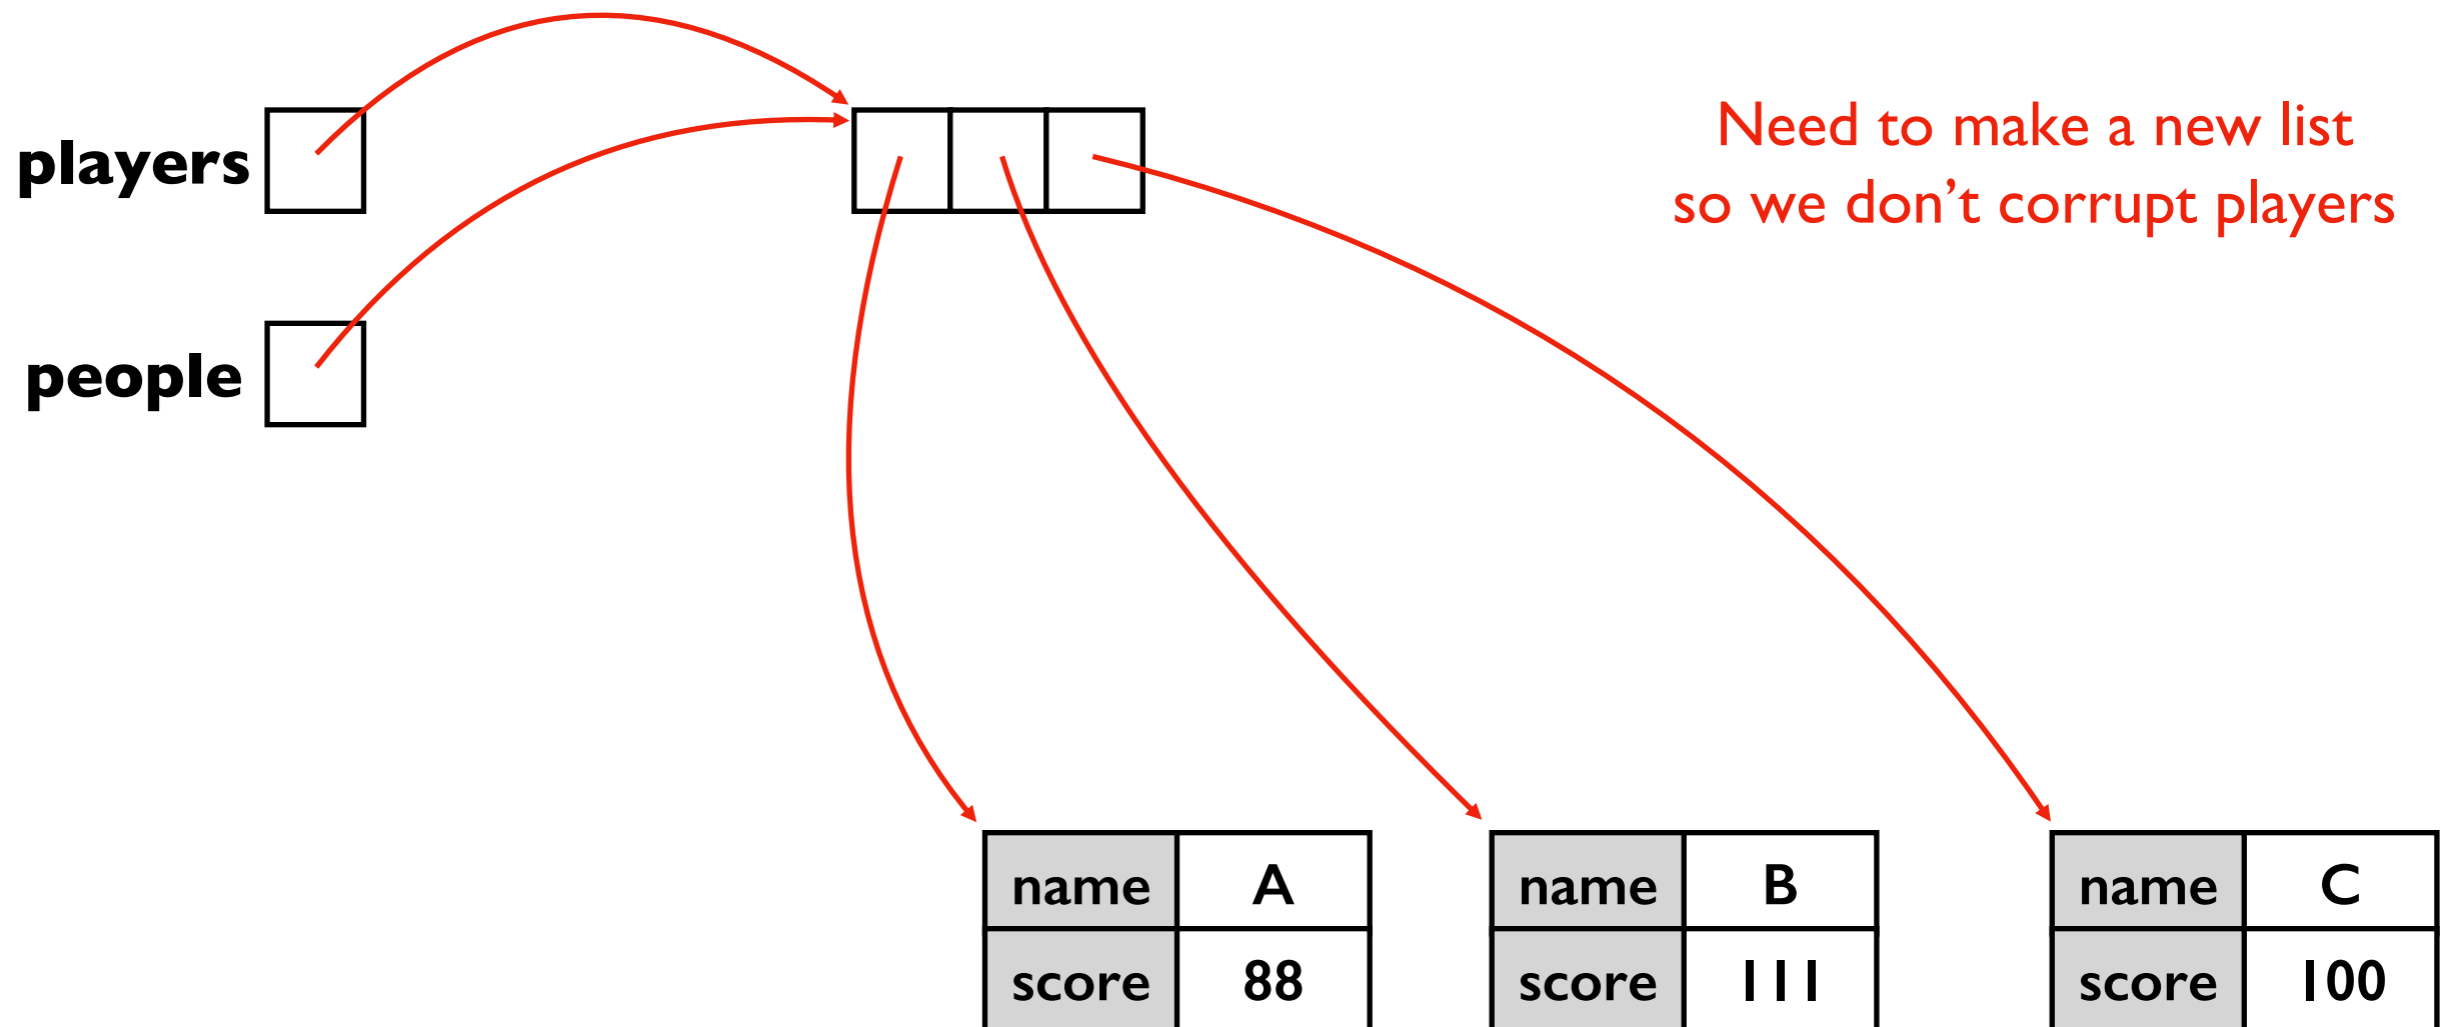 players
people
Need to make a new list
so we don’t corrupt players
name A
score 88
name B
score 111
name C
score 100